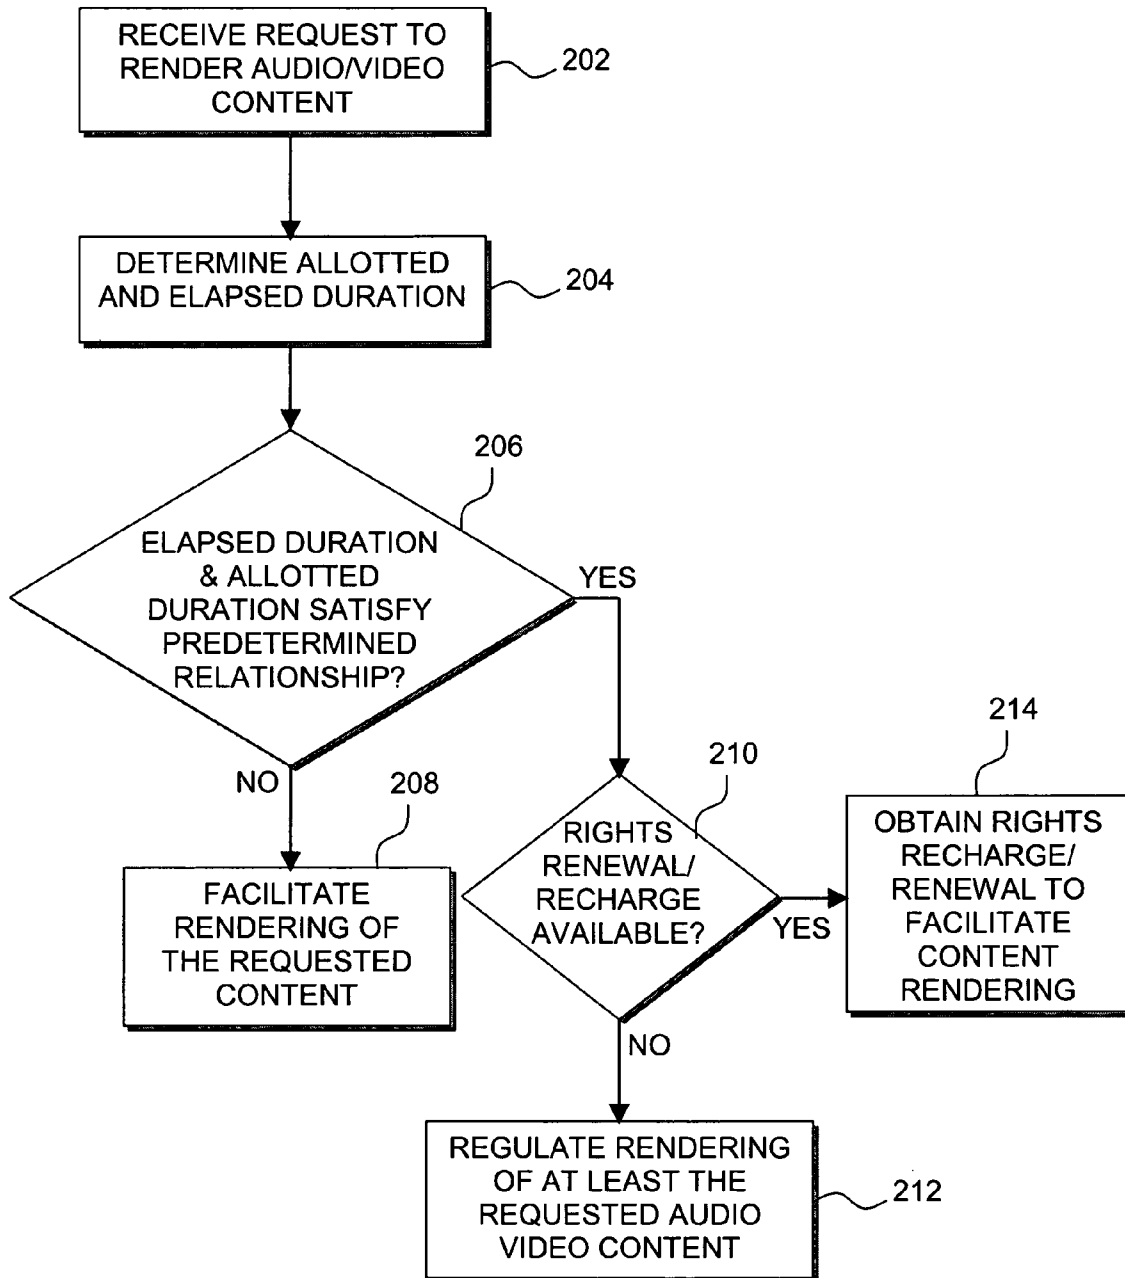 RECEIVE REQUEST TO
RENDER AUDIO/VIDEO
CONTENT
202
DETERMINE ALLOTTED
AND ELAPSED DURATION
204
206
ELAPSED DURATION
& ALLOTTED
DURATION SATISFY
PREDETERMINED
RELATIONSHIP?
YES
NO
208
FACILITATE
RENDERING OF
THE REQUESTED
CONTENT
210
RIGHTS
RENEWAL/
RECHARGE
AVAILABLE?
YES
NO
214
OBTAIN RIGHTS
RECHARGE/
RENEWAL TO
FACILITATE
CONTENT
RENDERING
REGULATE RENDERING
OF AT LEAST THE
REQUESTED AUDIO
VIDEO CONTENT
212